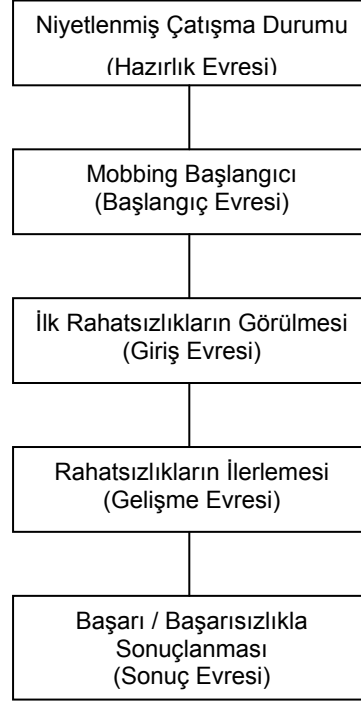 Niyetlenmiş Çatışma Durumu
(Hazırlık Evresi)
Mobbing Başlangıcı
(Başlangıç Evresi)
İlk Rahatsızlıkların Görülmesi
(Giriş Evresi)
Rahatsızlıkların İlerlemesi
(Gelişme Evresi)
Başarı / Başarısızlıkla
Sonuçlanması
(Sonuç Evresi)